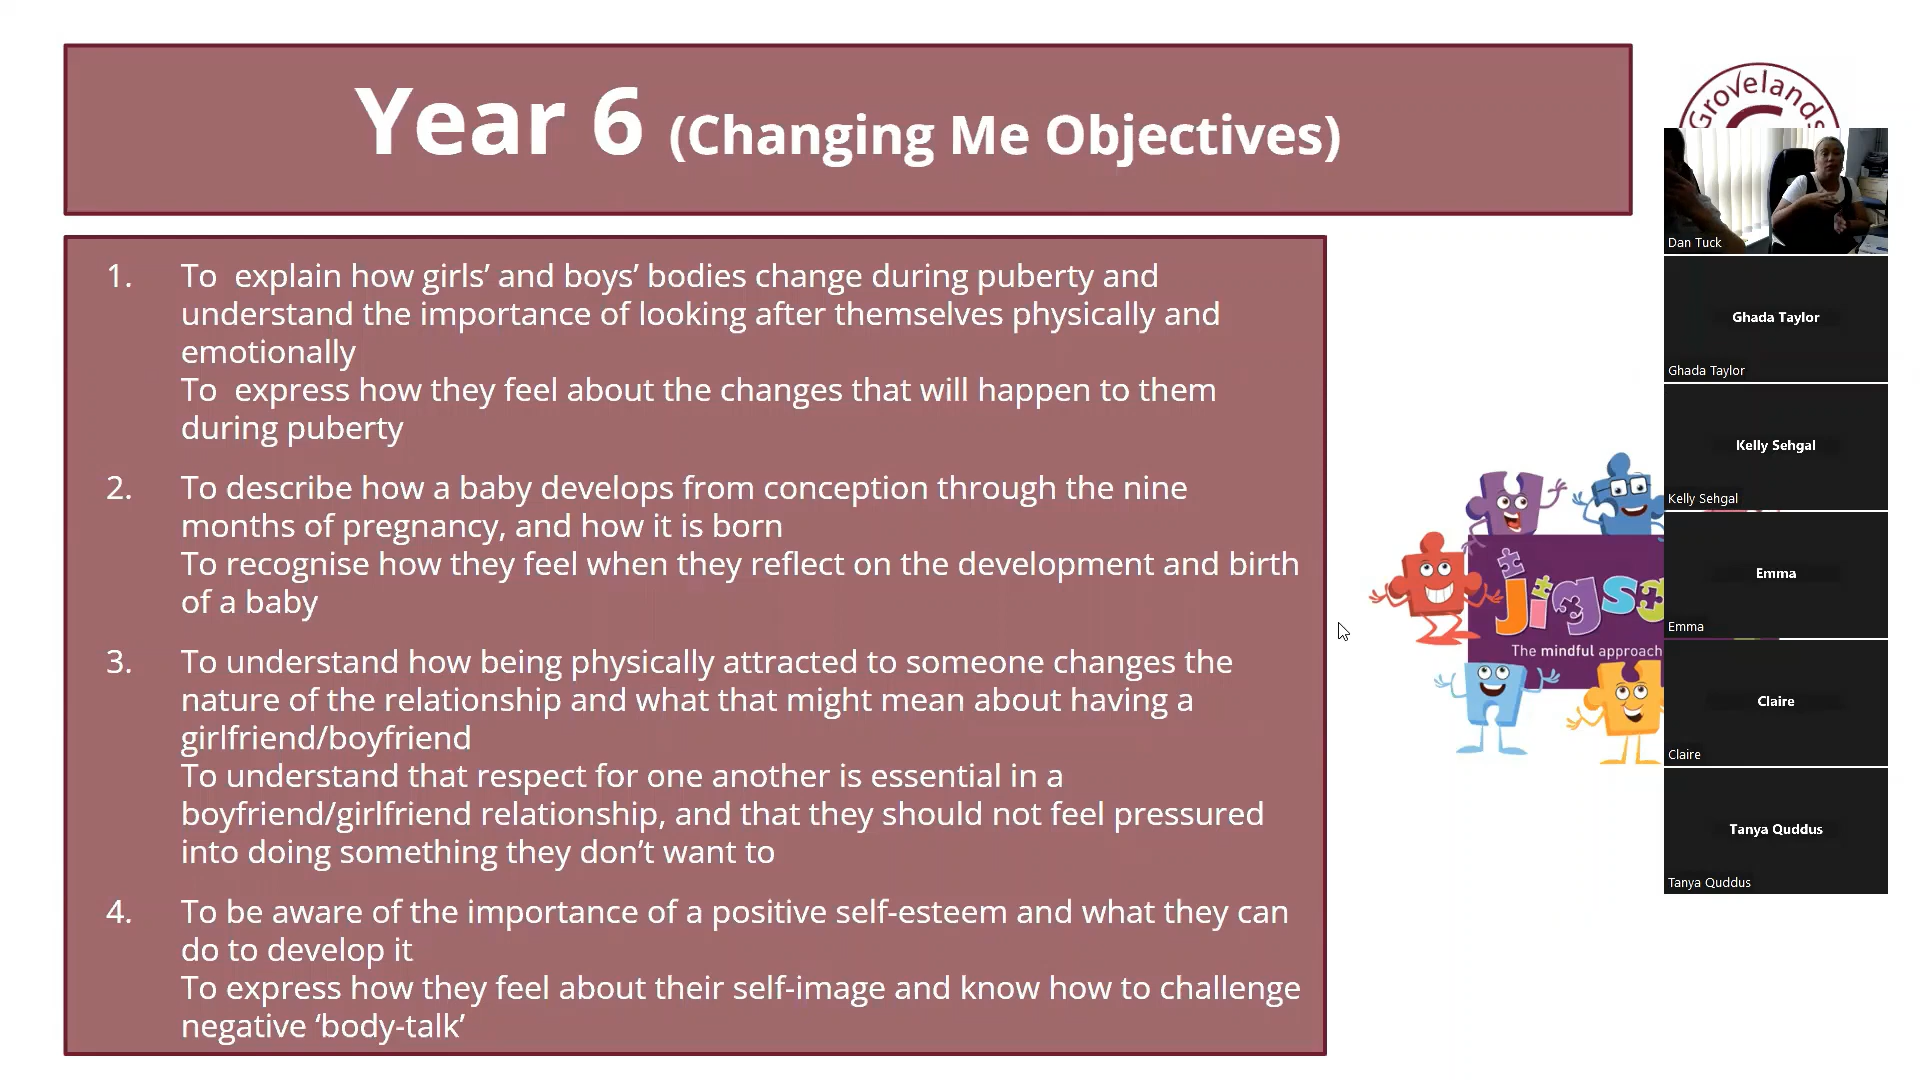 Year 6 (Changing Me Objectives)
1. To  explain how girls’ and boys’ bodies change during puberty and
understand the importance of looking after themselves physically and
emotionally
To  express how they feel about the changes that will happen to them
during puberty
2. To describe how a baby develops from conception through the nine
months of pregnancy, and how it is born
To recognise how they feel when they reflect on the development and birth
of a baby
3. To understand how being physically attracted to someone changes the
nature of the relationship and what that might mean about having a
girlfriend/boyfriend
To understand that respect for one another is essential in a
boyfriend/girlfriend relationship, and that they should not feel pressured
into doing something they don’t want to
4. To be aware of the importance of a positive self-esteem and what they can
do to develop it
To express how they feel about their self-image and know how to challenge
negative ‘body-talk’
Grovelands
jigs
The mindful approach
Dan Tuck
Ghada Taylor
Ghada Taylor
Kelly Sehgal
Kelly Sehgal
Emma
Emma
Claire
Claire
Tanya Quddus
Tanya Quddus